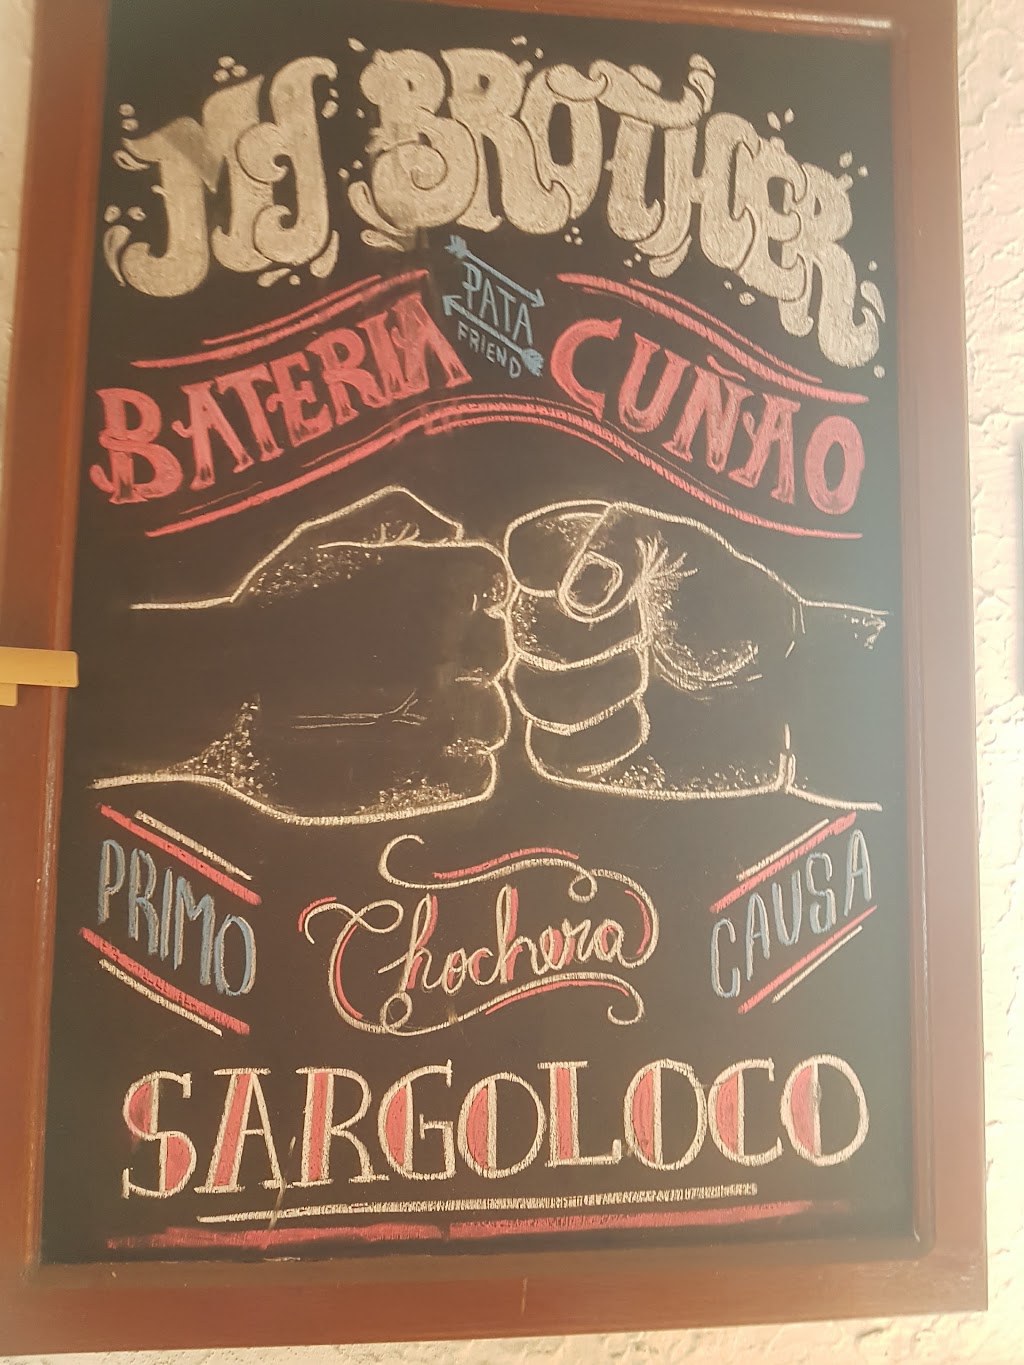 MY BROTHER
PATA
FRIEND
BATERIA CUÑAO
PRIMO
Chochera
CAUSA
SARGOLOCO